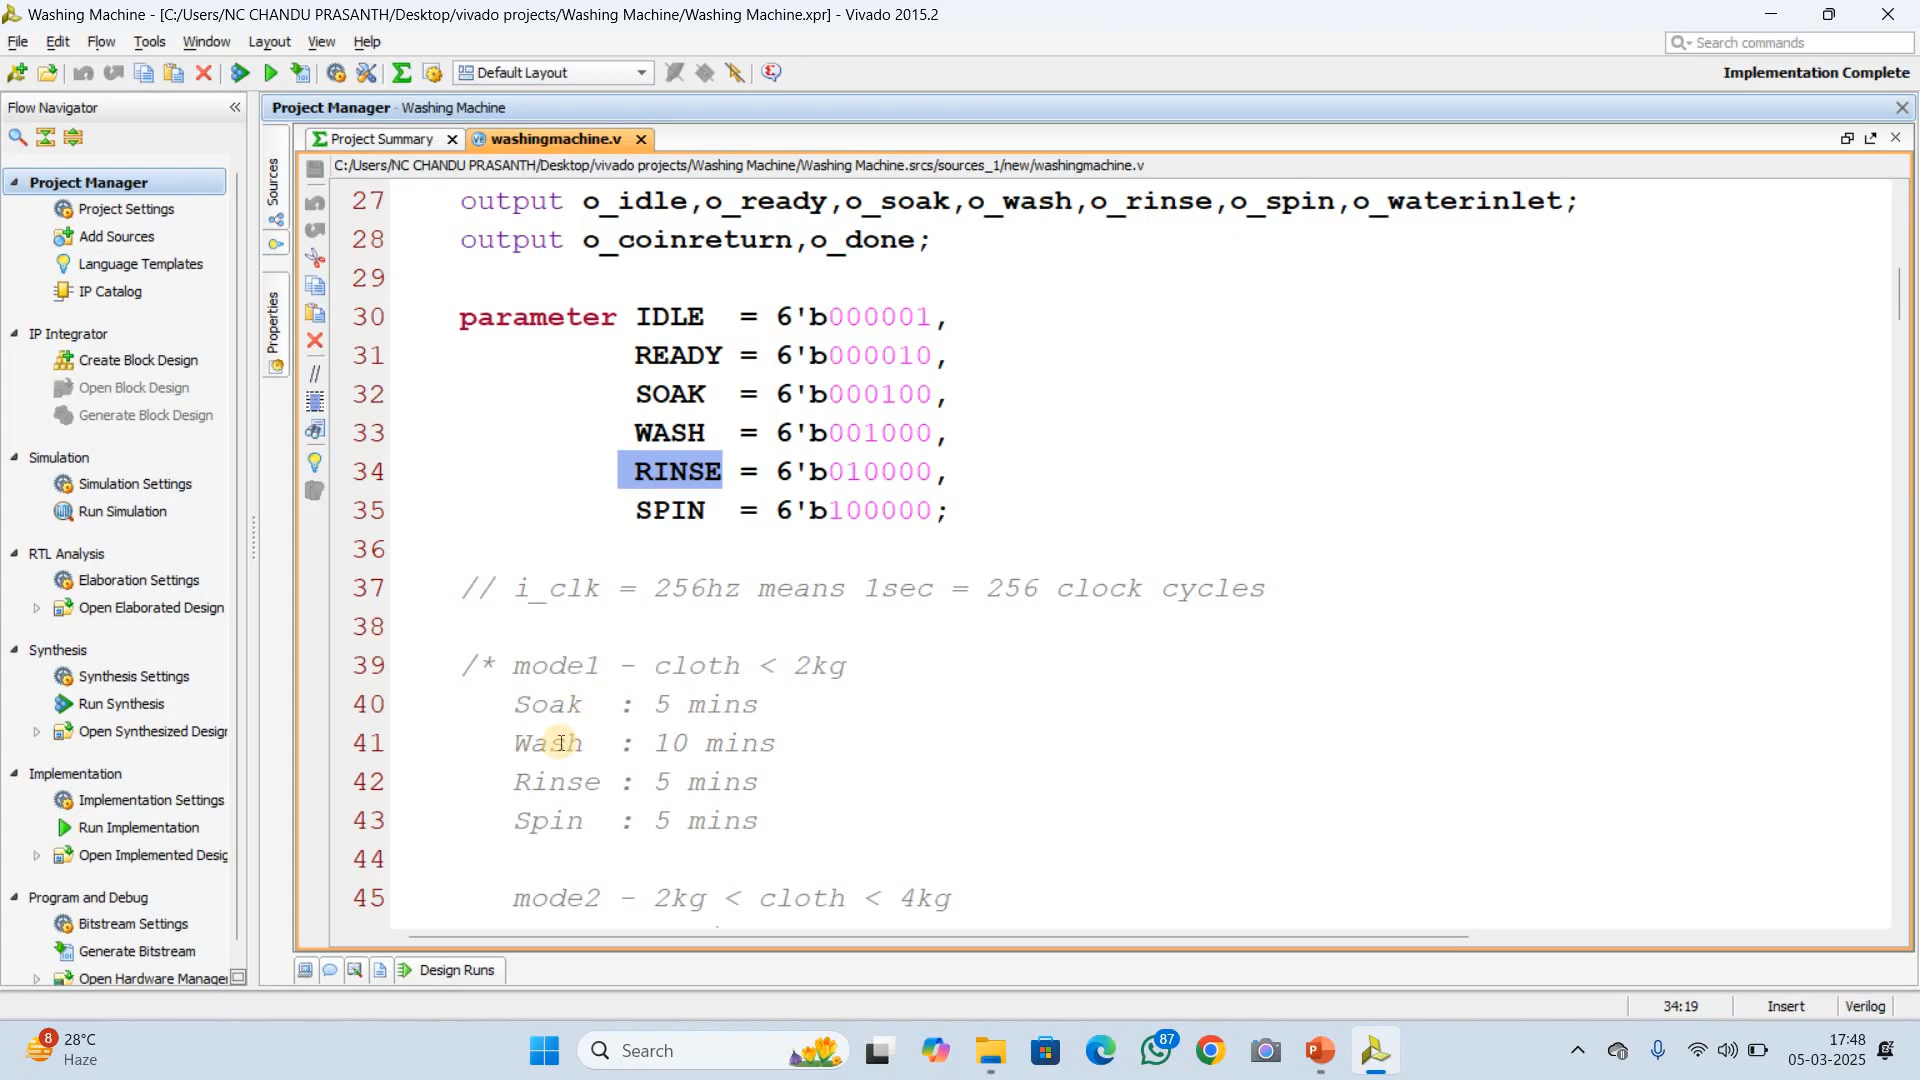 Washing Machine - [C:/Users/NC CHANDU PRASANTH/Desktop/vivado projects/Washing Machine/Washing Machine.xpr] - Vivado 2015.2
File Edit Flow Tools Window Layout View Help
Search commands
Default Layout
Implementation Complete
Flow Navigator
Project Manager
Project Settings
Add Sources
Language Templates
IP Catalog
IP Integrator
Create Block Design
Open Block Design
Generate Block Design
Simulation
Simulation Settings
Run Simulation
RTL Analysis
Elaboration Settings
Open Elaborated Design
Synthesis
Synthesis Settings
Run Synthesis
Open Synthesized Design
Implementation
Implementation Settings
Run Implementation
Open Implemented Desig
Program and Debug
Bitstream Settings
Generate Bitstream
Open Hardware Manager
Project Manager - Washing Machine
Sources
Properties
Project Summary
washingmachine.v
C:/Users/NC CHANDU PRASANTH/Desktop/vivado projects/Washing Machine/Washing Machine.srcs/sources_1/new/washingmachine.v
27 output o_idle,o_ready,o_soak,o_wash,o_rinse,o_spin,o_waterinlet;
28 output o_coinreturn,o_done;
29
30 parameter IDLE = 6'b000001,
31 READY = 6'b000010,
32 SOAK = 6'b000100,
33 WASH = 6'b001000,
34 RINSE = 6'b010000,
35 SPIN = 6'b100000;
36
37 // i_clk = 256hz means 1sec = 256 clock cycles
38
39 /* mode1 - cloth < 2kg
40 Soak : 5 mins
41 Wash : 10 mins
42 Rinse : 5 mins
43 Spin : 5 mins
44
45 mode2 - 2kg < cloth < 4kg
Design Runs
34:19 Insert Verilog
8
28°C
Haze
Search
87
17:48
05-03-2025